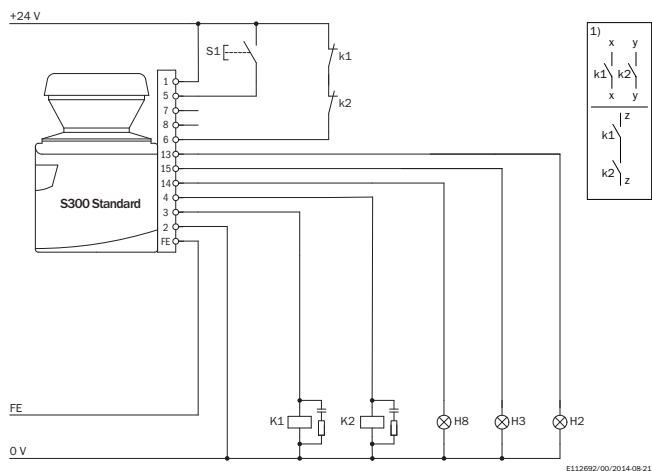 +24 V
S1
k1
k2
1
5
7
8
6
13
15
14
4
3
2
FE
S300 Standard
FE
K1
K2
H8
H3
H2
0 V
1)
x y
k1 k2
x y
z
k1
k2
z
E112692/00/2014-08-21